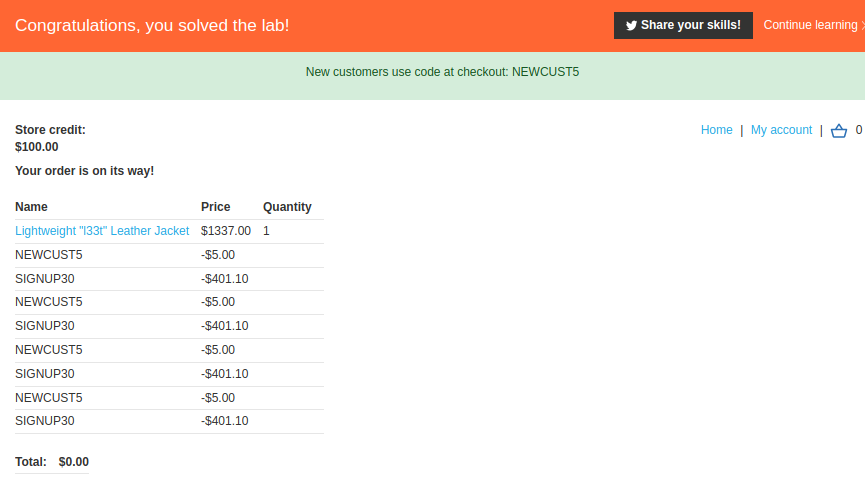 Congratulations, you solved the lab!
Share your skills!
Continue learning
New customers use code at checkout: NEWCUST5
Store credit:
$100.00
Home | My account | 0
Your order is on its way!
Name Price Quantity
Lightweight "l33t" Leather Jacket $1337.00 1
NEWCUST5 -$5.00
SIGNUP30 -$401.10
NEWCUST5 -$5.00
SIGNUP30 -$401.10
NEWCUST5 -$5.00
SIGNUP30 -$401.10
NEWCUST5 -$5.00
SIGNUP30 -$401.10
Total: $0.00